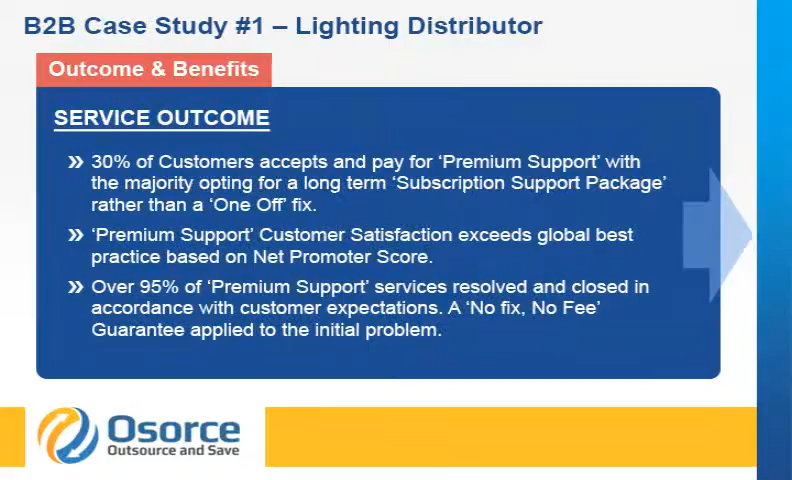 B2B Case Study #1 – Lighting Distributor
Outcome & Benefits
SERVICE OUTCOME
» 30% of Customers accepts and pay for ‘Premium Support’ with
the majority opting for a long term ‘Subscription Support Package’
rather than a ‘One Off’ fix.
» ‘Premium Support’ Customer Satisfaction exceeds global best
practice based on Net Promoter Score.
» Over 95% of ‘Premium Support’ services resolved and closed in
accordance with customer expectations. A ‘No fix, No Fee’
Guarantee applied to the initial problem.
Osorce
Outsource and Save